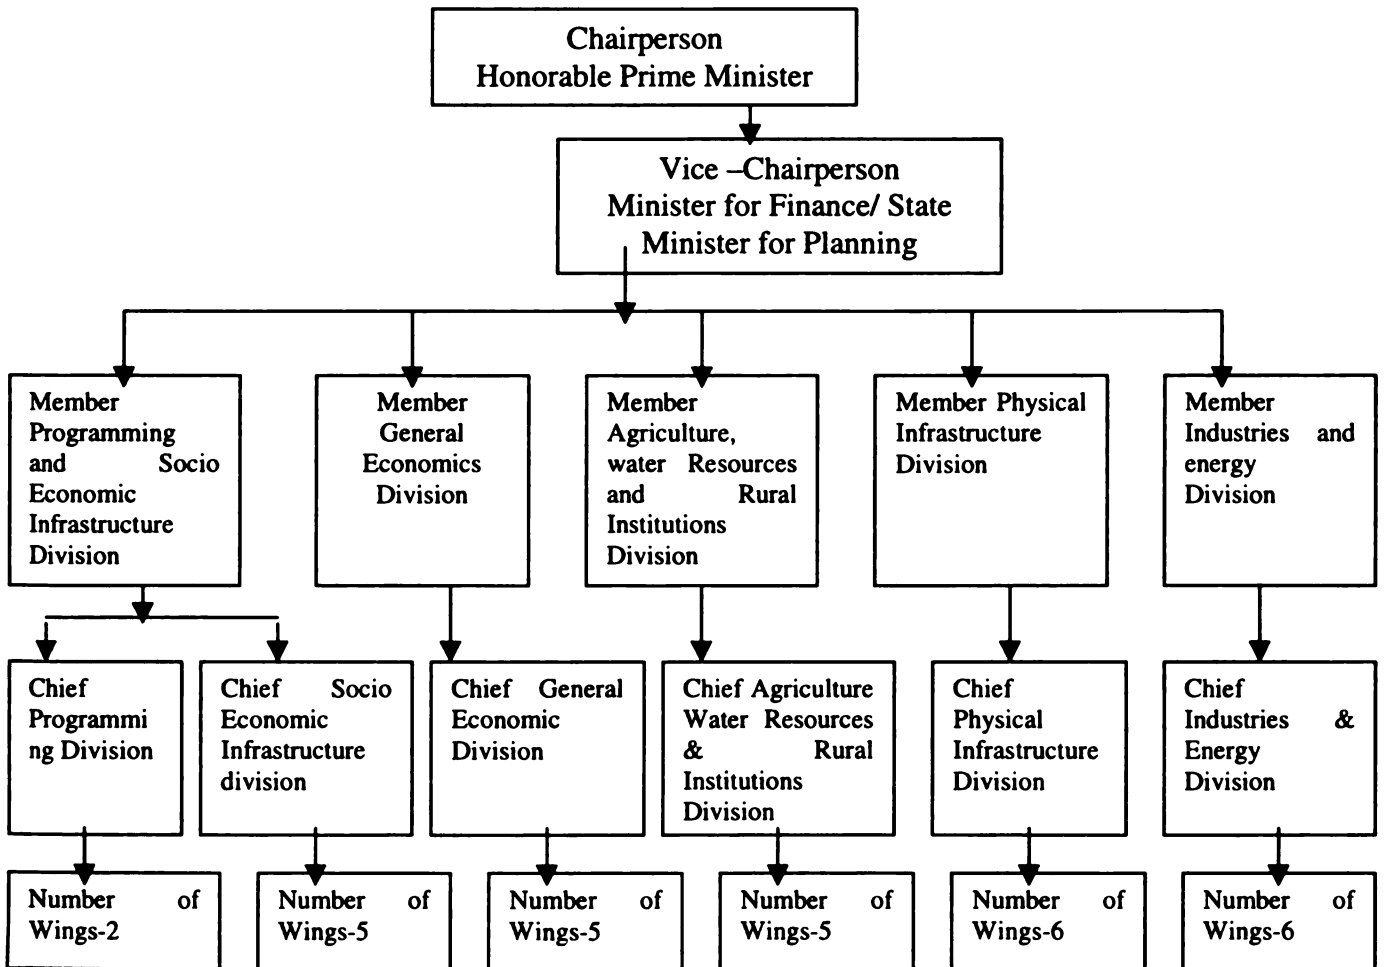 Chairperson
Honorable Prime Minister
Vice –Chairperson
Minister for Finance/ State
Minister for Planning
Member
Programming
and Socio
Economic
Infrastructure
Division
Member
General
Economics
Division
Member
Agriculture,
water Resources
and Rural
Institutions
Division
Member Physical
Infrastructure
Division
Member
Industries and
energy
Division
Chief
Programmi
ng Division
Chief Socio
Economic
Infrastructure
division
Chief General
Economic
Division
Chief Agriculture
Water Resources
& Rural
Institutions
Division
Chief
Physical
Infrastructure
Division
Chief
Industries &
Energy
Division
Number of
Wings-2
Number of
Wings-5
Number of
Wings-5
Number of
Wings-5
Number of
Wings-6
Number of
Wings-6